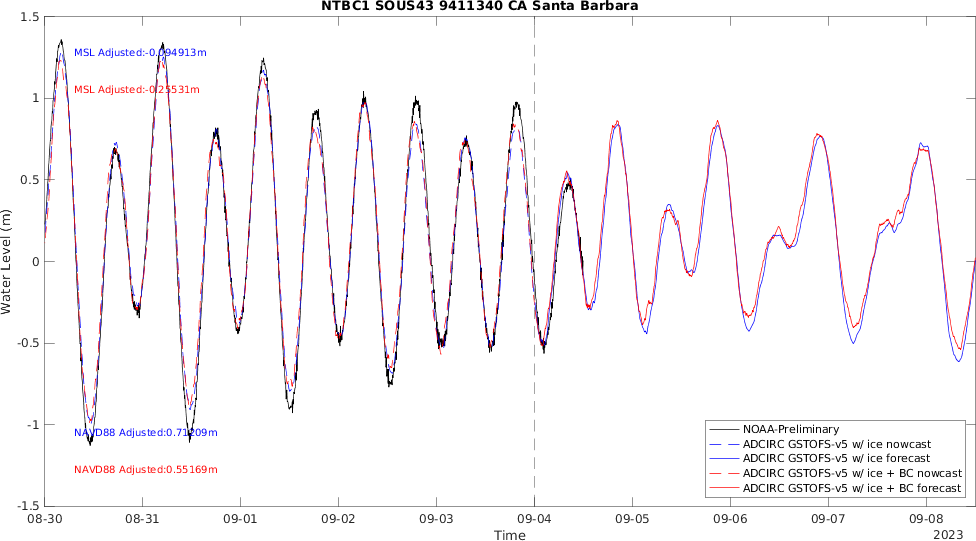 NTBC1 SOUS43 9411340 CA Santa Barbara
1.5
1
0.5
0
-0.5
-1
-1.5
Water Level (m)
MSL Adjusted:-0.094913m
MSL Adjusted:-0.25531m
NAVD88 Adjusted:0.71209m
NAVD88 Adjusted:0.55169m
NOAA-Preliminary
ADCIRC GSTOFS-v5 w/ ice nowcast
ADCIRC GSTOFS-v5 w/ ice forecast
ADCIRC GSTOFS-v5 w/ ice + BC nowcast
ADCIRC GSTOFS-v5 w/ ice + BC forecast
08-30 08-31 09-01 09-02 09-03 09-04 09-05 09-06 09-07 09-08
Time
2023